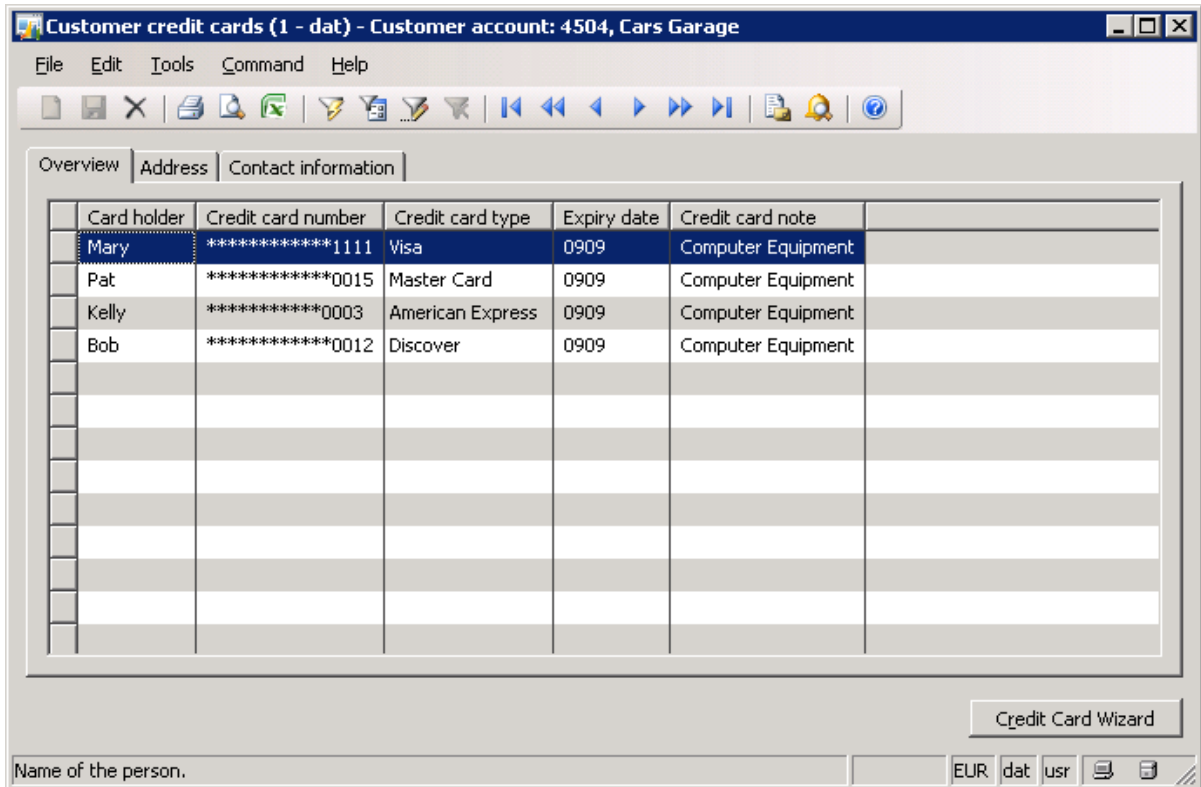 Customer credit cards (1 - dat) - Customer account: 4504, Cars Garage
File Edit Tools Command Help
Overview Address Contact information
Card holder Credit card number Credit card type Expiry date Credit card note
Mary ************1111 Visa 0909 Computer Equipment
Pat ************0015 Master Card 0909 Computer Equipment
Kelly ***********0003 American Express 0909 Computer Equipment
Bob ************0012 Discover 0909 Computer Equipment
Credit Card Wizard
Name of the person. EUR dat usr